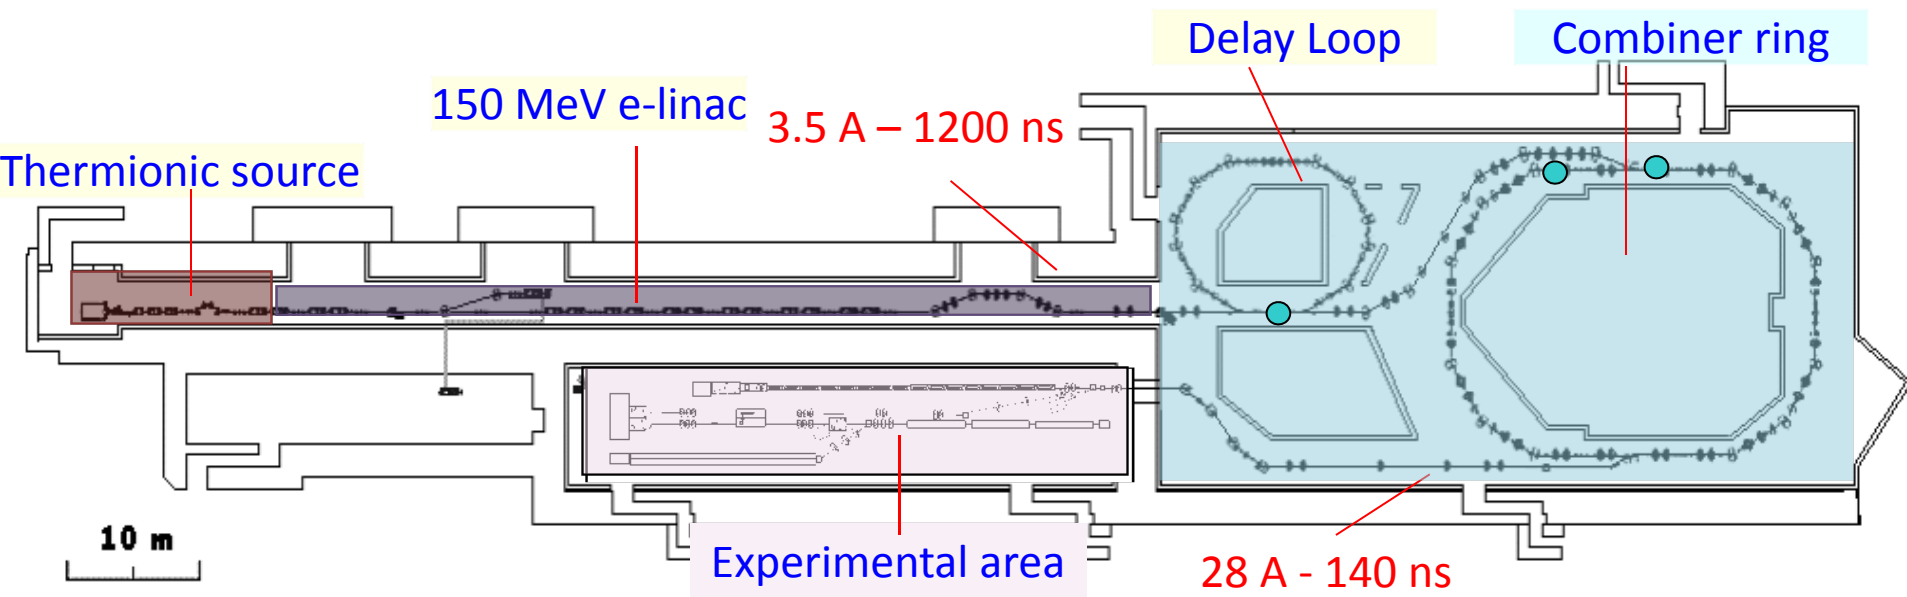 Delay Loop
Combiner ring
150 MeV e-linac
3.5 A – 1200 ns
Thermionic source
10 m
Experimental area
28 A - 140 ns